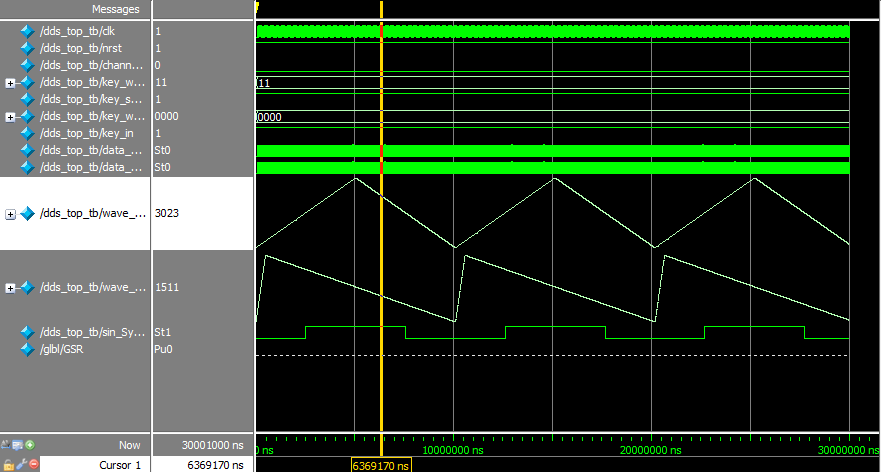 Messages
/dds_top_tb/clk 1
/dds_top_tb/nrst 1
/dds_top_tb/chann... 0
/dds_top_tb/key_w... 11 11
/dds_top_tb/key_s... 1
/dds_top_tb/key_w... 0000 0000
/dds_top_tb/key_in 1
/dds_top_tb/data_... St0
/dds_top_tb/data_... St0
/dds_top_tb/wave_... 3023
/dds_top_tb/wave_... 1511
/dds_top_tb/sin_Sy... St1
/glbl/GSR Pu0
Now 30001000 ns 0 ns 10000000 ns 20000000 ns 30000000 ns
Cursor 1 6369170 ns 6369170 ns